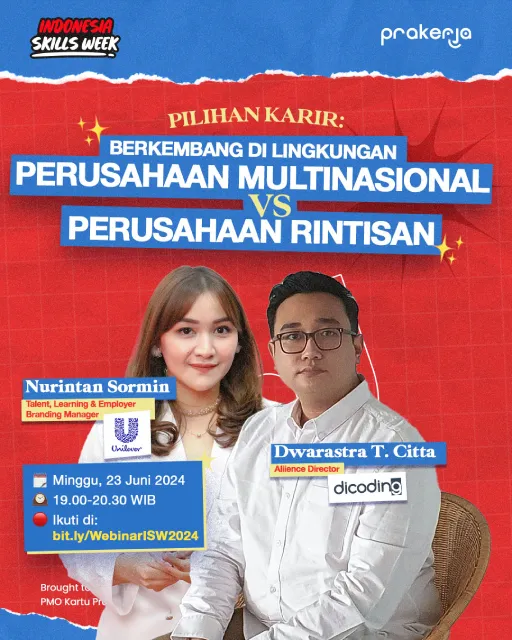 INDONESIA
SKILLS WEEK
prakerja
PILIHAN KARIR:
BERKEMBANG DI LINGKUNGAN
PERUSAHAAN MULTINASIONAL
VS
PERUSAHAAN RINTISAN
Nurintan Sormin
Talent, Learning & Employer
Branding Manager
Unilever
Dwarastra T. Citta
Aliience Director
dicoding
Minggu, 23 Juni 2024
19.00-20.30 WIB
Ikuti di:
bit.ly/WebinarISW2024
Brought to
PMO Kartu Pr